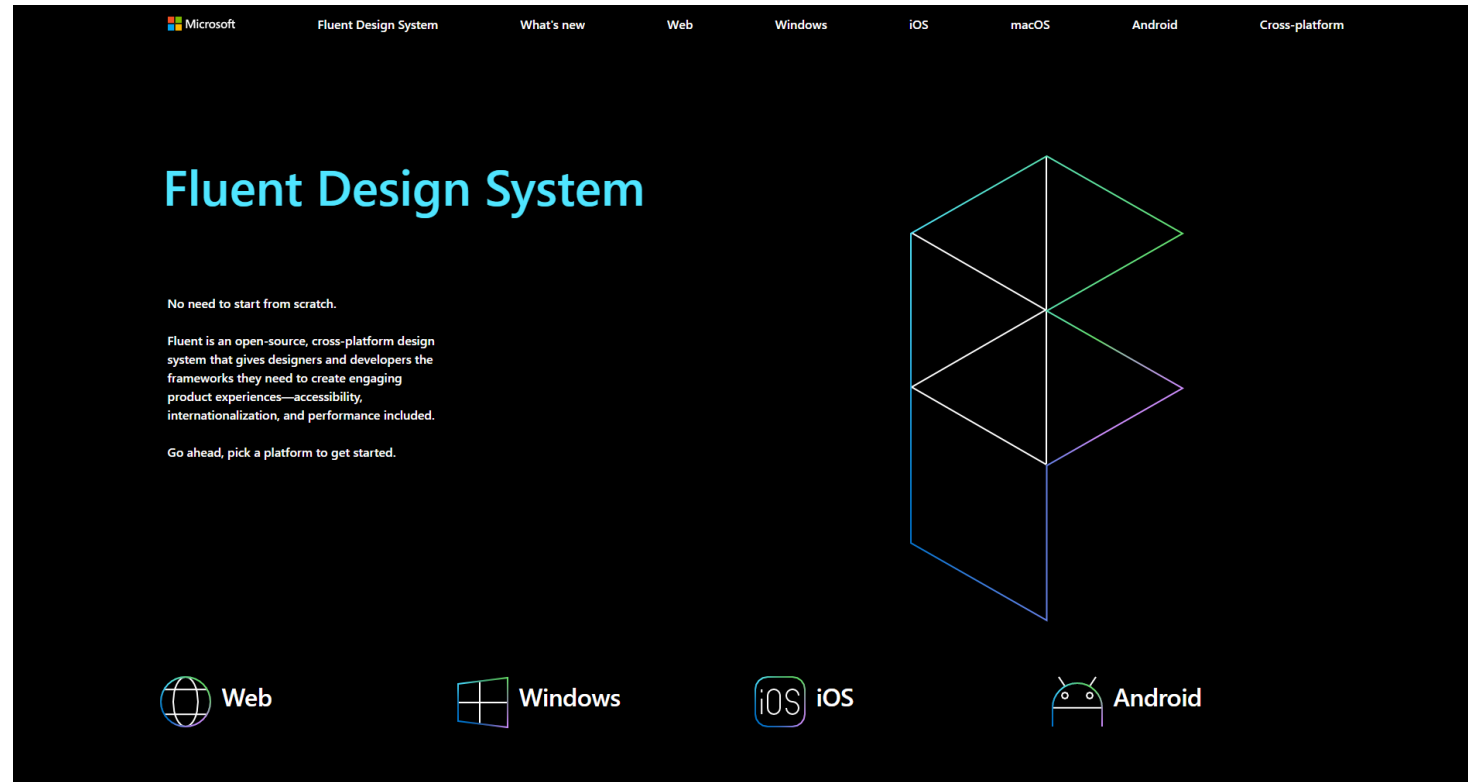 Microsoft Fluent Design System What's new Web Windows iOS macOS Android Cross-platform
Fluent Design System
No need to start from scratch.
Fluent is an open-source, cross-platform design
system that gives designers and developers the
frameworks they need to create engaging
product experiences—accessibility,
internationalization, and performance included.
Go ahead, pick a platform to get started.
Web Windows iOS iOS Android